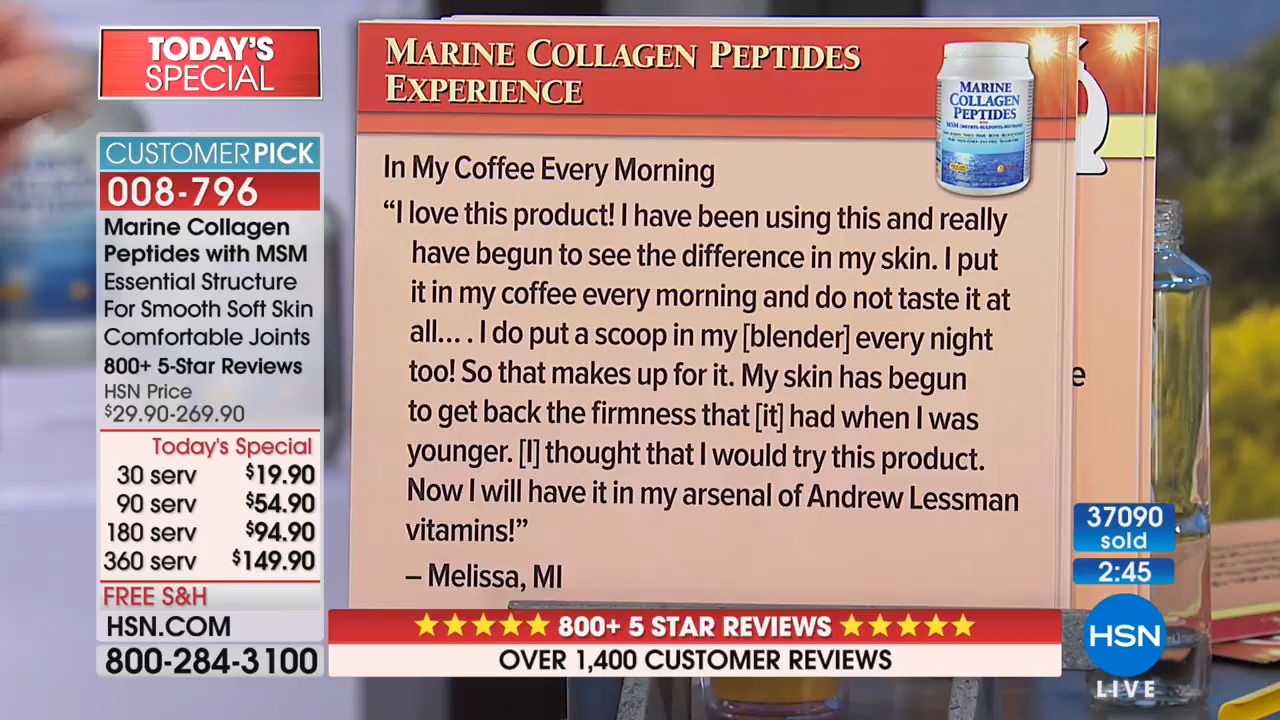 TODAY'S
SPECIAL
CUSTOMER PICK
008-796
Marine Collagen
Peptides with MSM
Essential Structure
For Smooth Soft Skin
Comfortable Joints
800+ 5-Star Reviews
HSN Price
$29.90-269.90
Today's Special
30 serv $19.90
90 serv $54.90
180 serv $94.90
360 serv $149.90
FREE S&H
HSN.COM
800-284-3100
MARINE COLLAGEN PEPTIDES
EXPERIENCE
MARINE
COLLAGEN
PEPTIDES
In My Coffee Every Morning
“I love this product! I have been using this and really
have begun to see the difference in my skin. I put
it in my coffee every morning and do not taste it at
all.... I do put a scoop in my [blender] every night
too! So that makes up for it. My skin has begun
to get back the firmness that [it] had when I was
younger. [I] thought that I would try this product.
Now I will have it in my arsenal of Andrew Lessman
vitamins!”
– Melissa, MI
e
37090
sold
2:45
HSN
LIVE
800+ 5 STAR REVIEWS
OVER 1,400 CUSTOMER REVIEWS